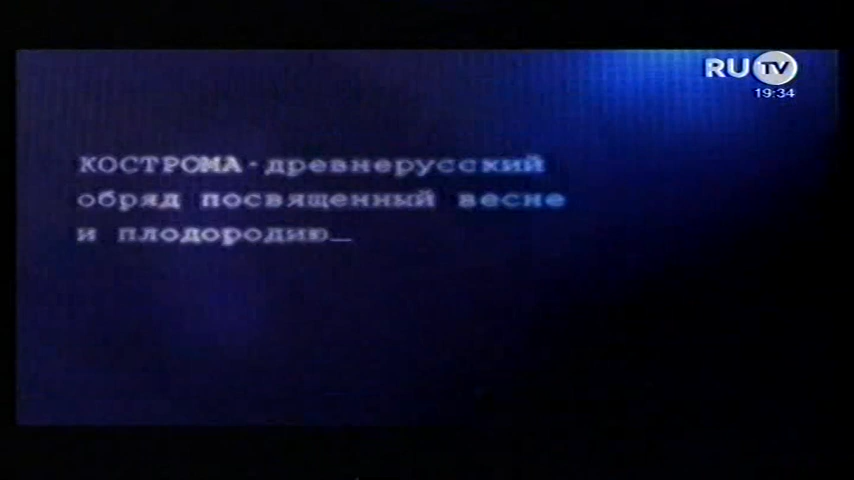 RU TV
19:34
КОСТРОМА-древнерусский
обряд посвященный весне
и плодородию_